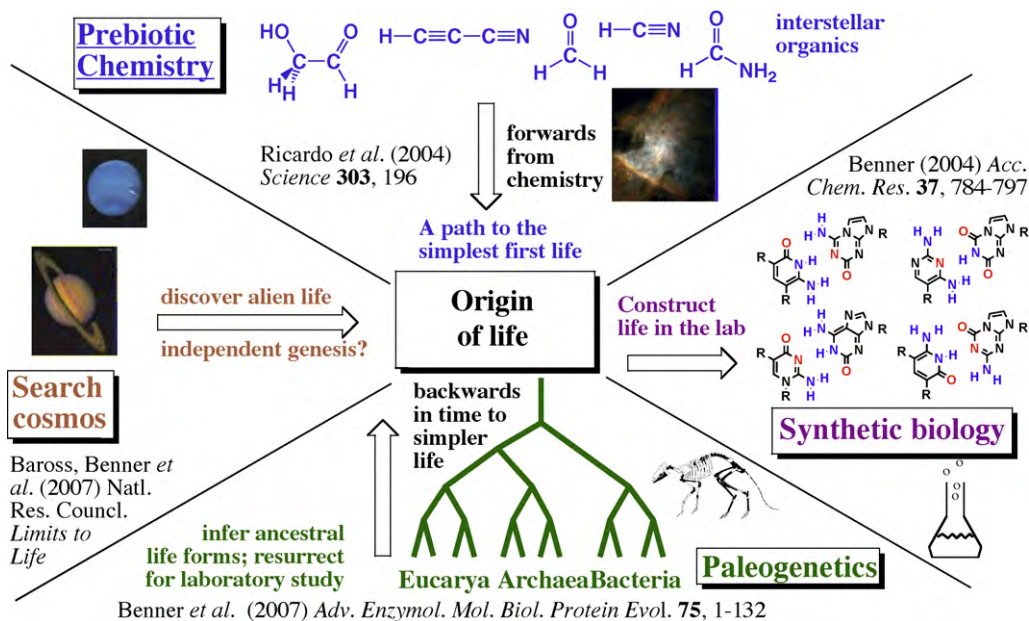 Prebiotic
Chemistry
HO
O
C
C
H
H
H
H–C≡C–C≡N
O
C
H
H
H–C≡N
O
C
H
NH2
interstellar
organics
Ricardo et al. (2004)
Science 303, 196
forwards
from
chemistry
A path to the
simplest first life
Benner (2004) Acc.
Chem. Res. 37, 784-797
discover alien life
independent genesis?
Origin
of life
Construct
life in the lab
Search
cosmos
Baross, Benner et
al. (2007) Natl.
Res. Councl.
Limits to
Life
backwards
in time to
simpler
life
infer ancestral
life forms; resurrect
for laboratory study
Eucarya Archaea Bacteria
Synthetic biology
Paleogenetics
Benner et al. (2007) Adv. Enzymol. Mol. Biol. Protein Evol. 75, 1-132